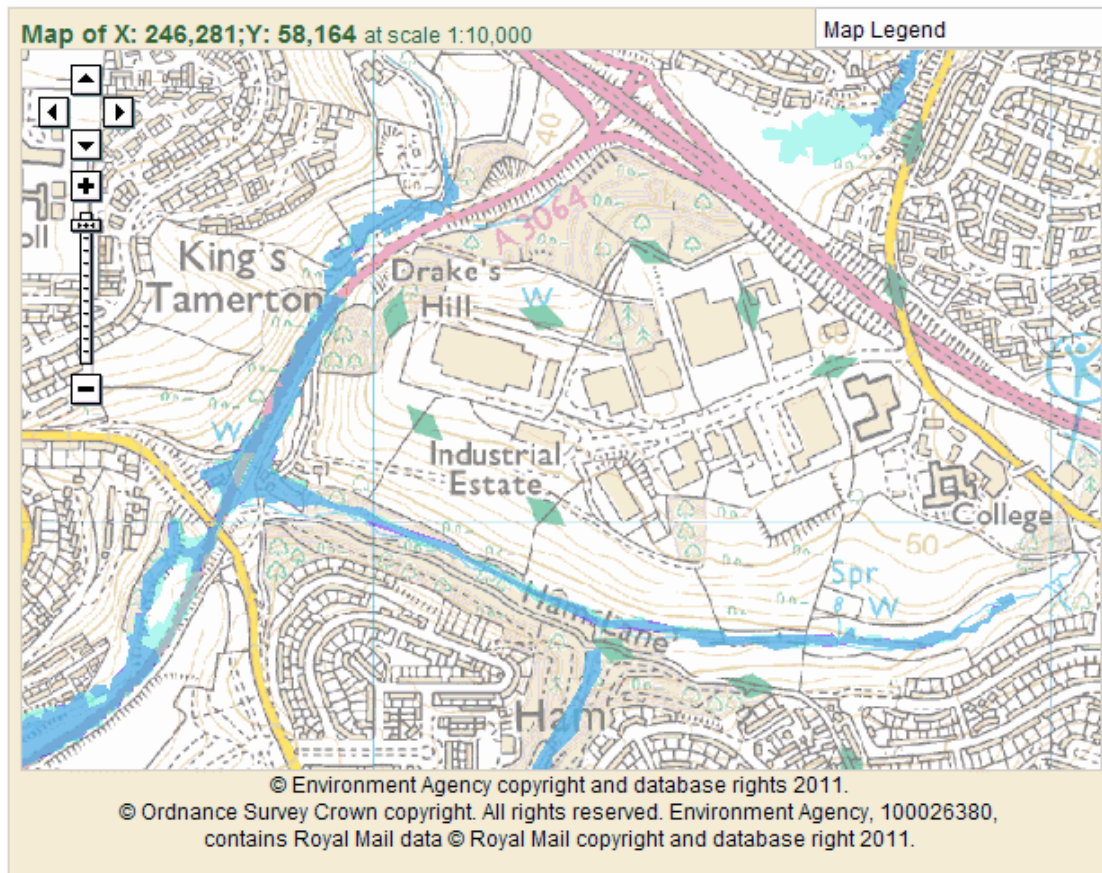 Map of X: 246,281;Y: 58,164 at scale 1:10,000
Map Legend
40
A 3064
King's
Tamerton
Drake's
Hill
W
W
Industrial
Estate
College
50
Spr
W
Ham Lane
Ham
© Environment Agency copyright and database rights 2011.
© Ordnance Survey Crown copyright. All rights reserved. Environment Agency, 100026380,
contains Royal Mail data © Royal Mail copyright and database right 2011.